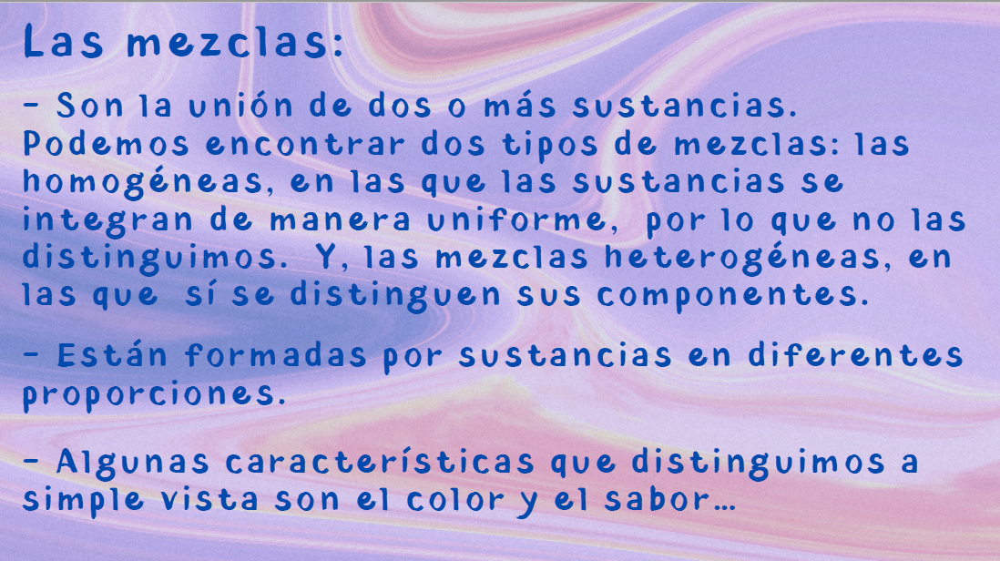 Las mezclas:
- Son la unión de dos o más sustancias.
Podemos encontrar dos tipos de mezclas: las
homogéneas, en las que las sustancias se
integran de manera uniforme, por lo que no las
distinguimos. Y, las mezclas heterogéneas, en
las que sí se distinguen sus componentes.
- Están formadas por sustancias en diferentes
proporciones.
- Algunas características que distinguimos a
simple vista son el color y el sabor...